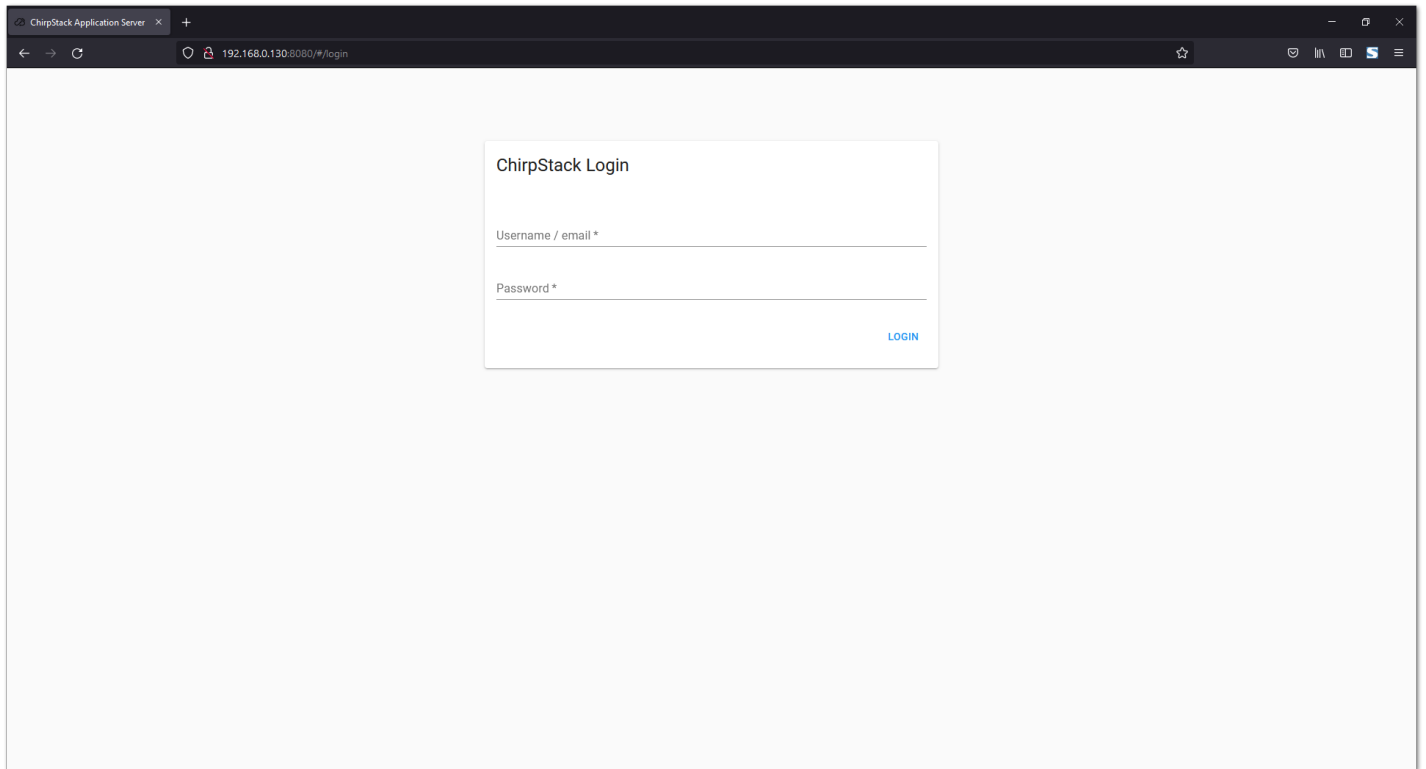 ChirpStack Application Server
192.168.0.130:8080/#/login
ChirpStack Login
Username / email *
Password *
LOGIN